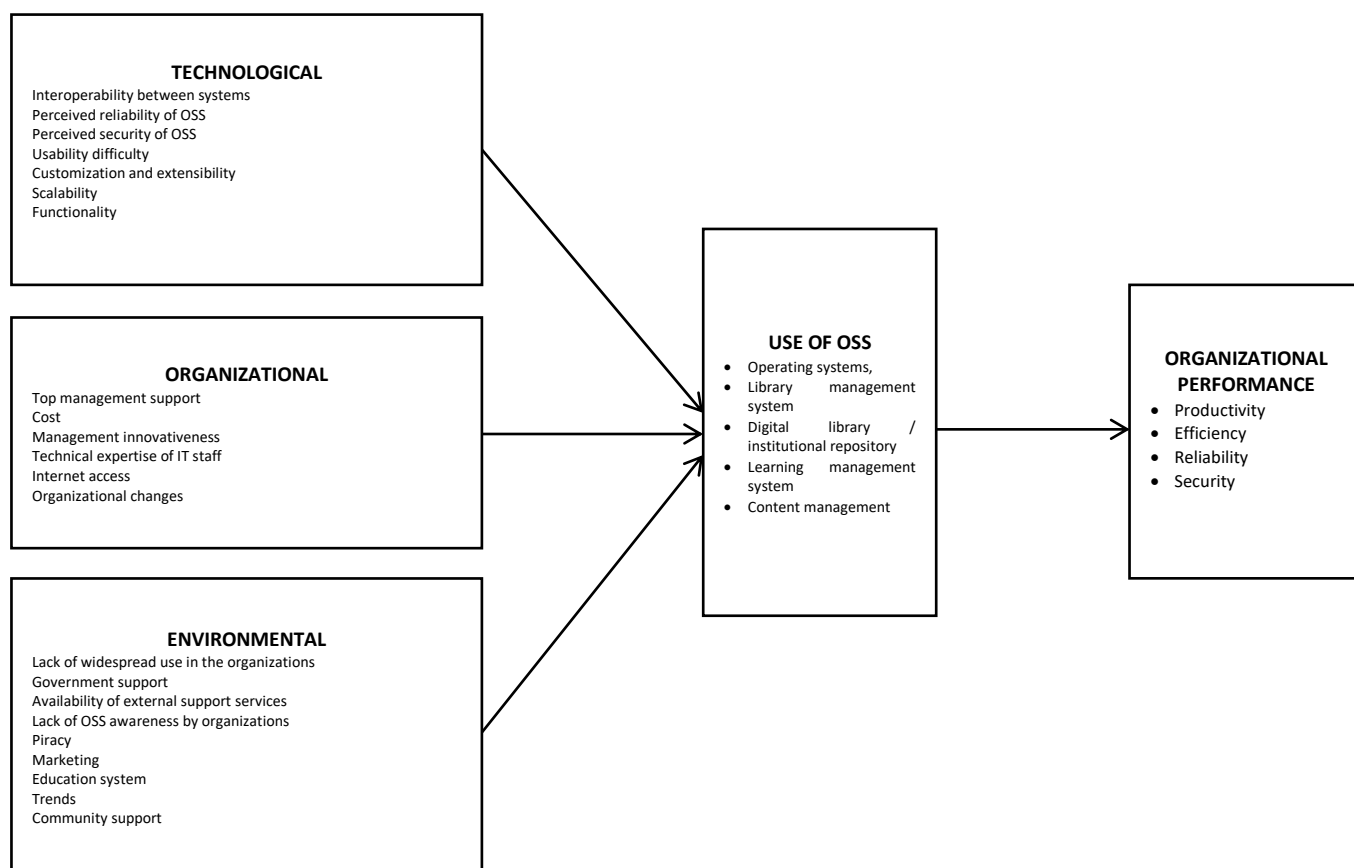 TECHNOLOGICAL
Interoperability between systems
Perceived reliability of OSS
Perceived security of OSS
Usability difficulty
Customization and extensibility
Scalability
Functionality
ORGANIZATIONAL
Top management support
Cost
Management innovativeness
Technical expertise of IT staff
Internet access
Organizational changes
ENVIRONMENTAL
Lack of widespread use in the organizations
Government support
Availability of external support services
Lack of OSS awareness by organizations
Piracy
Marketing
Education system
Trends
Community support
USE OF OSS
• Operating systems,
• Library management
system
• Digital library /
institutional repository
• Learning management
system
• Content management
ORGANIZATIONAL
PERFORMANCE
• Productivity
• Efficiency
• Reliability
• Security